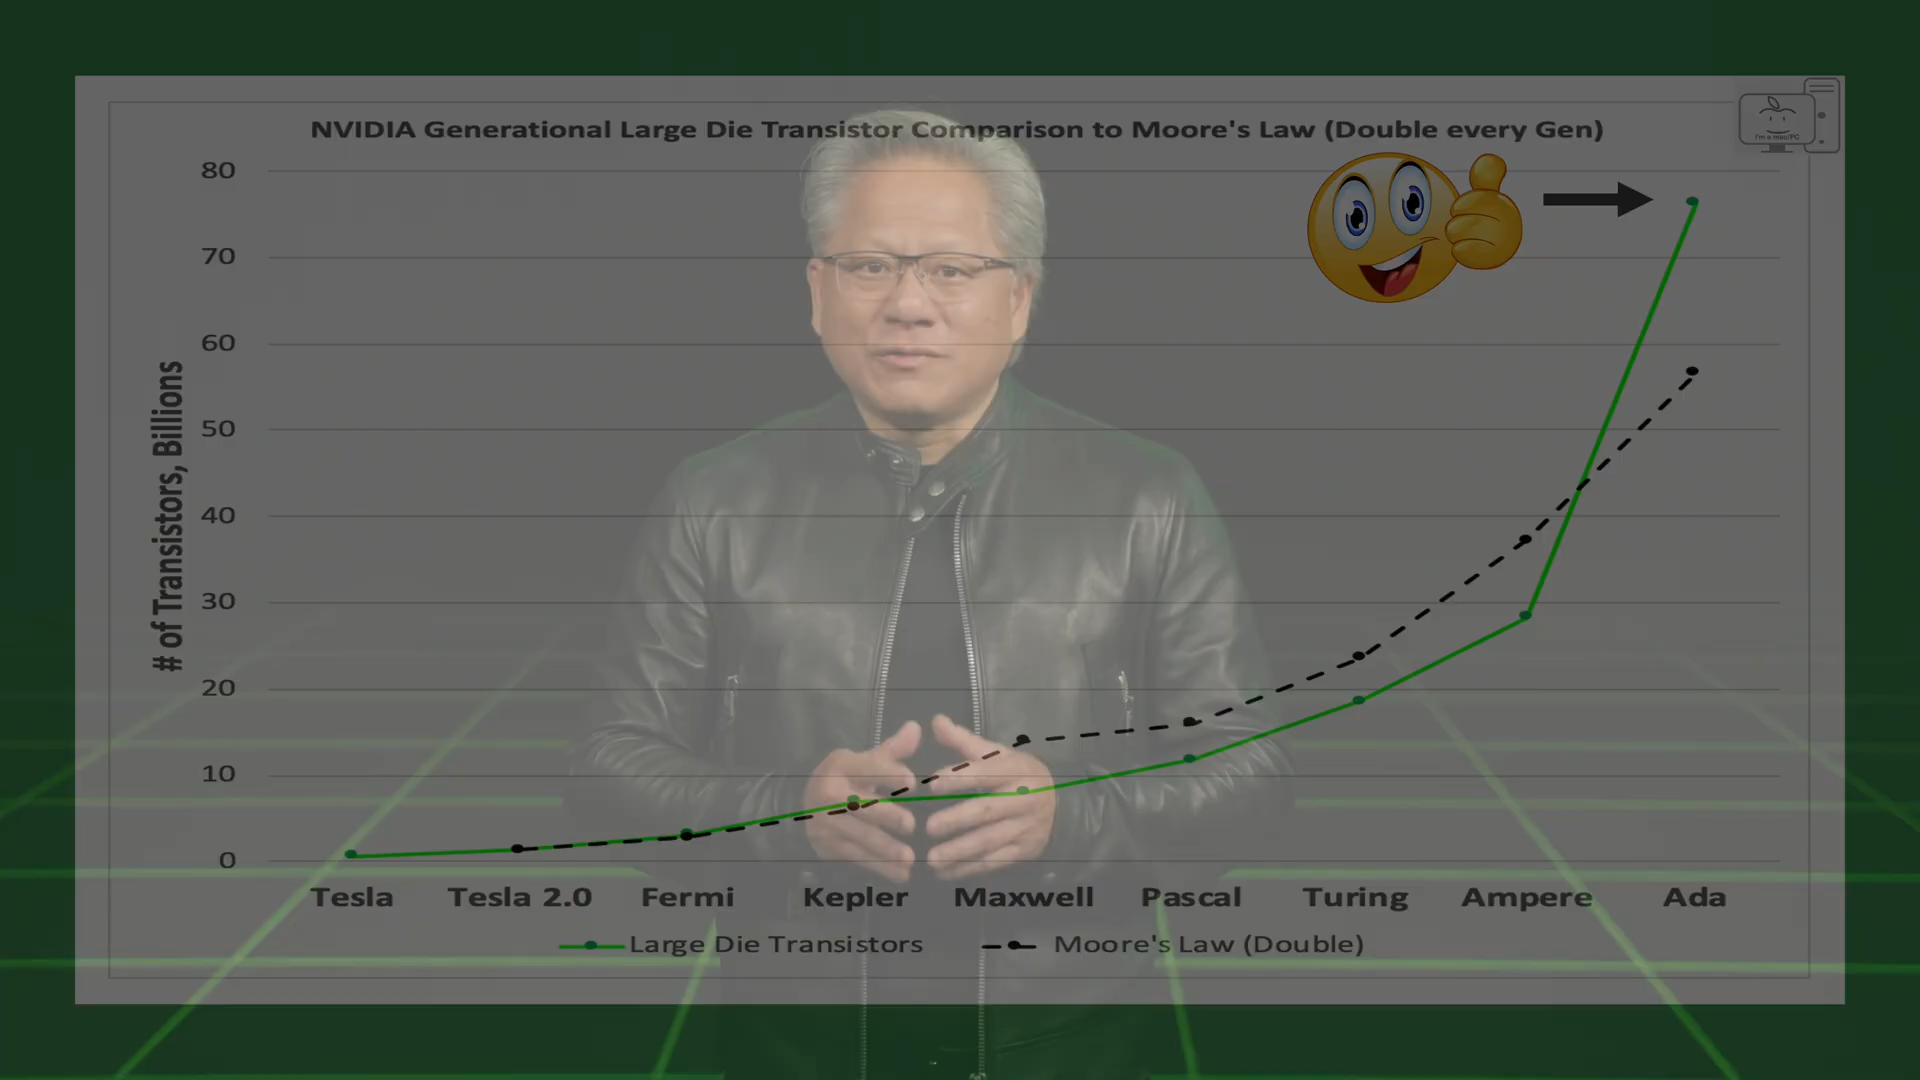 NVIDIA Generational Large Die Transistor Comparison to Moore's Law (Double every Gen)
I'm a mac/PC
80
70
60
50
40
30
20
10
0
# of Transistors, Billions
Tesla Tesla 2.0 Fermi Kepler Maxwell Pascal Turing Ampere Ada
Large Die Transistors Moore's Law (Double)